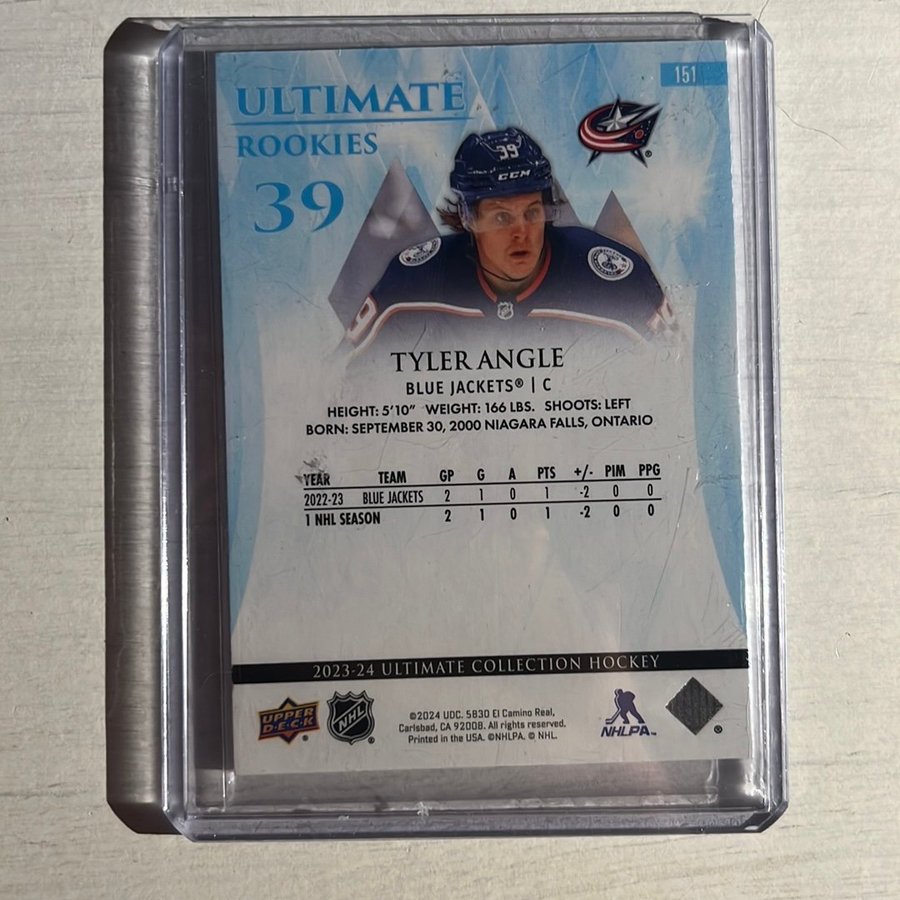 151
ULTIMATE
ROOKIES
39
39
CCM
TYLER ANGLE
BLUE JACKETS® | C
HEIGHT: 5'10" WEIGHT: 166 LBS. SHOOTS: LEFT
BORN: SEPTEMBER 30, 2000 NIAGARA FALLS, ONTARIO
YEAR TEAM GP G A PTS +/- PIM PPG
2022-23 BLUE JACKETS 2 1 0 1 -2 0 0
1 NHL SEASON 2 1 0 1 -2 0 0
2023-24 ULTIMATE COLLECTION HOCKEY
UPPER DECK
NHL
©2024 UDC. 5830 El Camino Real,
Carlsbad, CA 92008. All rights reserved.
Printed in the USA. ©NHLPA. © NHL.
NHLPA™